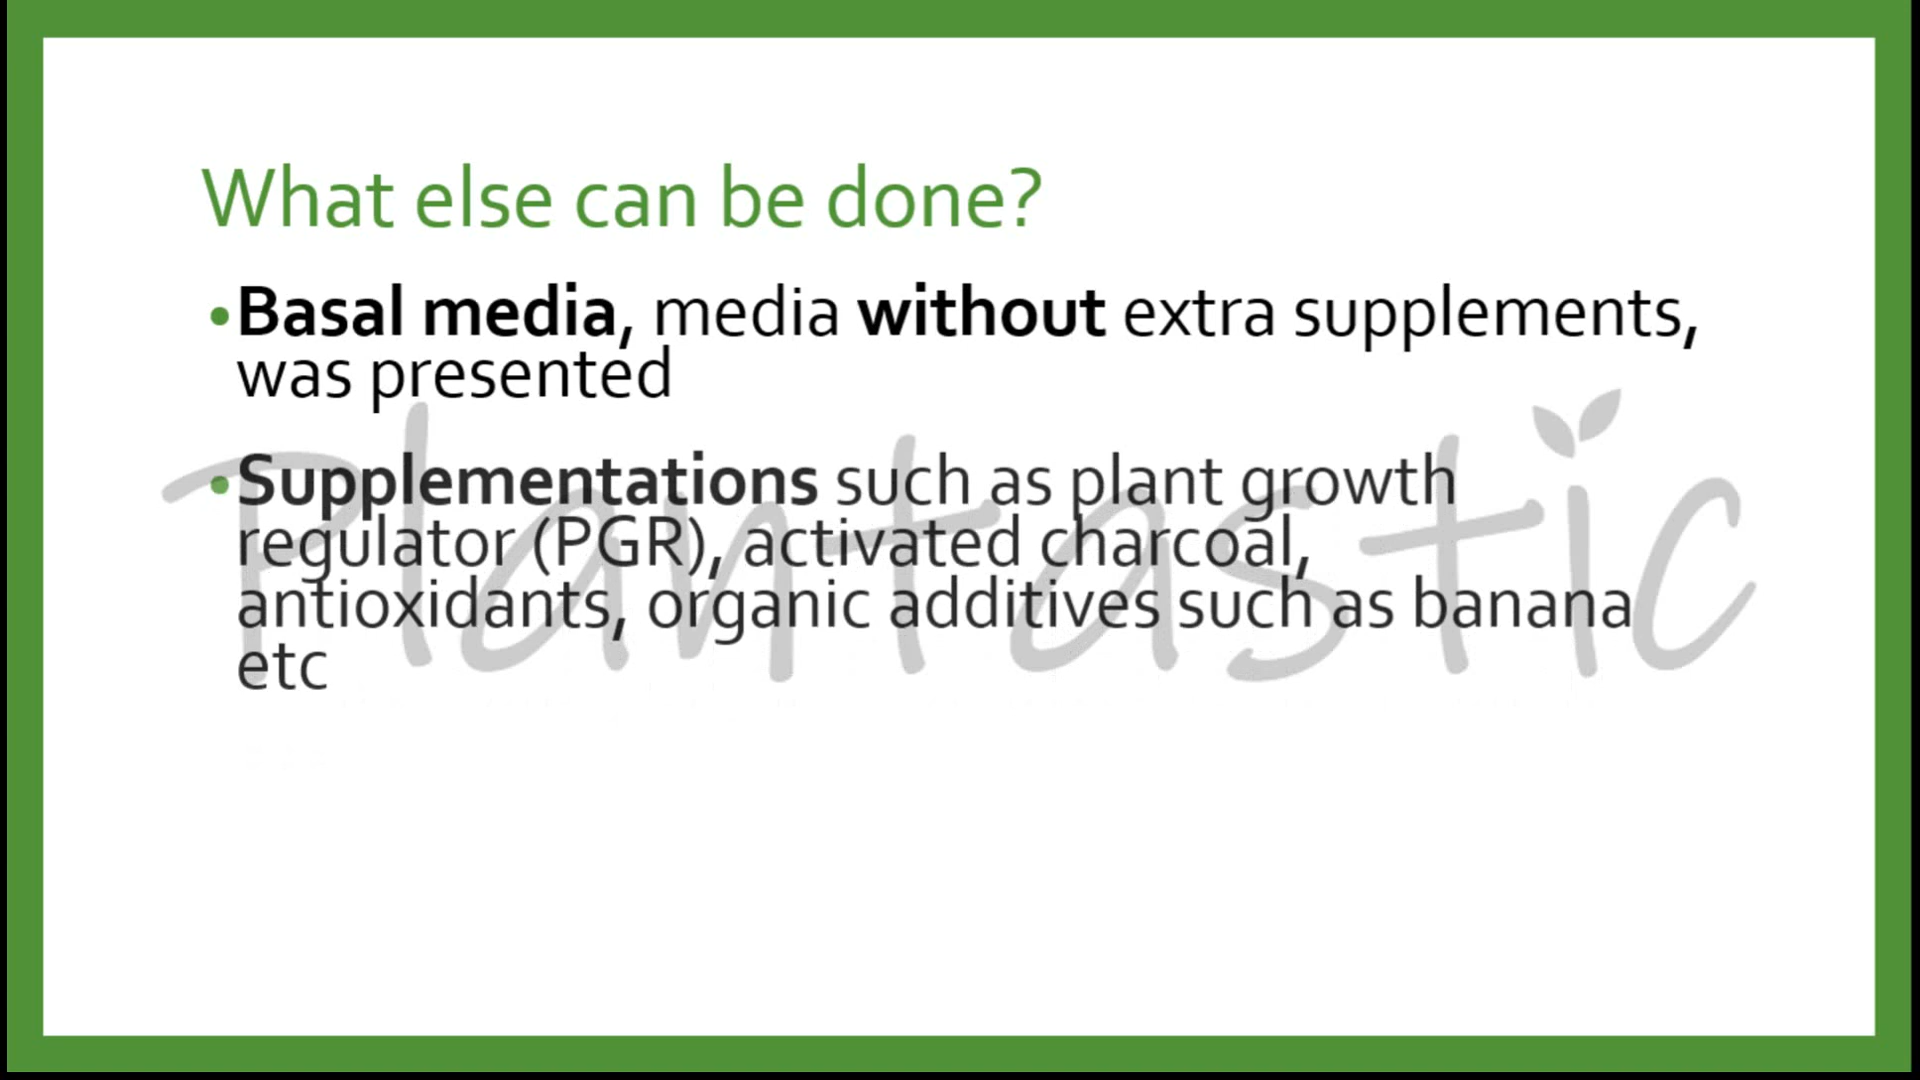 What else can be done?
•Basal media, media without extra supplements,
was presented
•Supplementations such as plant growth
regulator (PGR), activated charcoal,
antioxidants, organic additives such as banana
etc
Plantastic